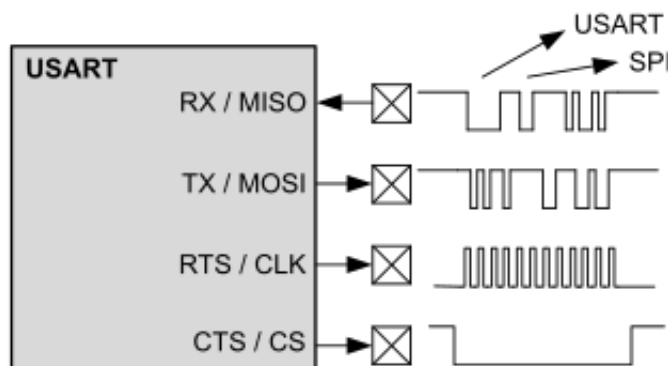 USART
SPI
USART
RX / MISO
TX / MOSI
RTS / CLK
CTS / CS